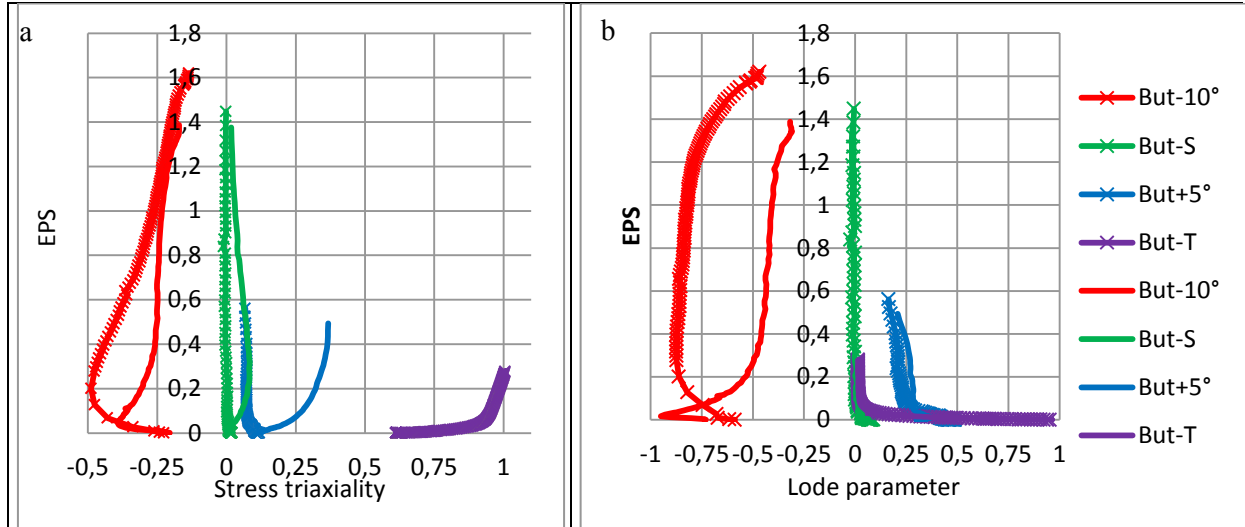 a
1,8
1,6
1,4
1,2
1
0,8
0,6
0,4
0,2
0
EPS
-0,5 -0,25 0 0,25 0,5 0,75 1
Stress triaxiality
b
1,8
1,6
1,4
1,2
1
0,8
0,6
0,4
0,2
0
EPS
-1 -0,75 -0,5 -0,25 0 0,25 0,5 0,75 1
Lode parameter
But-10°
But-S
But+5°
But-T
But-10°
But-S
But+5°
But-T